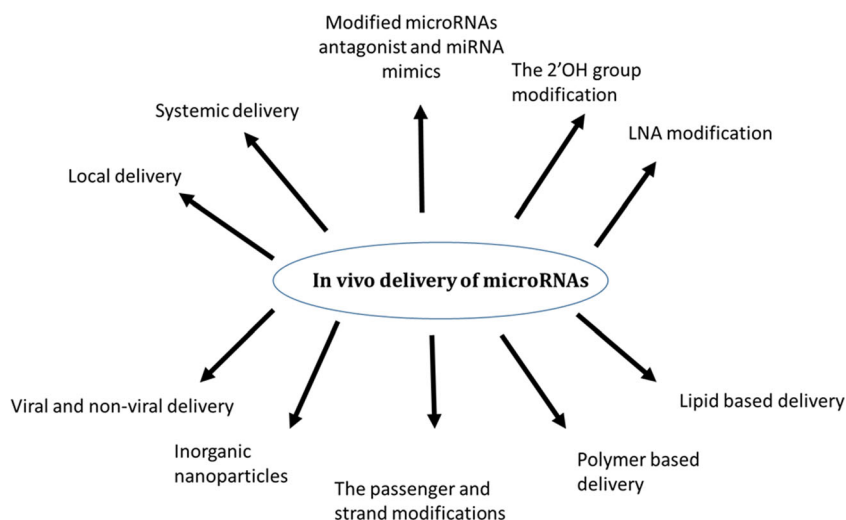 Modified microRNAs
antagonist and miRNA
mimics
The 2'OH group
modification
Systemic delivery
LNA modification
Local delivery
In vivo delivery of microRNAs
Viral and non-viral delivery
Lipid based delivery
Inorganic
nanoparticles
Polymer based
delivery
The passenger and
strand modifications